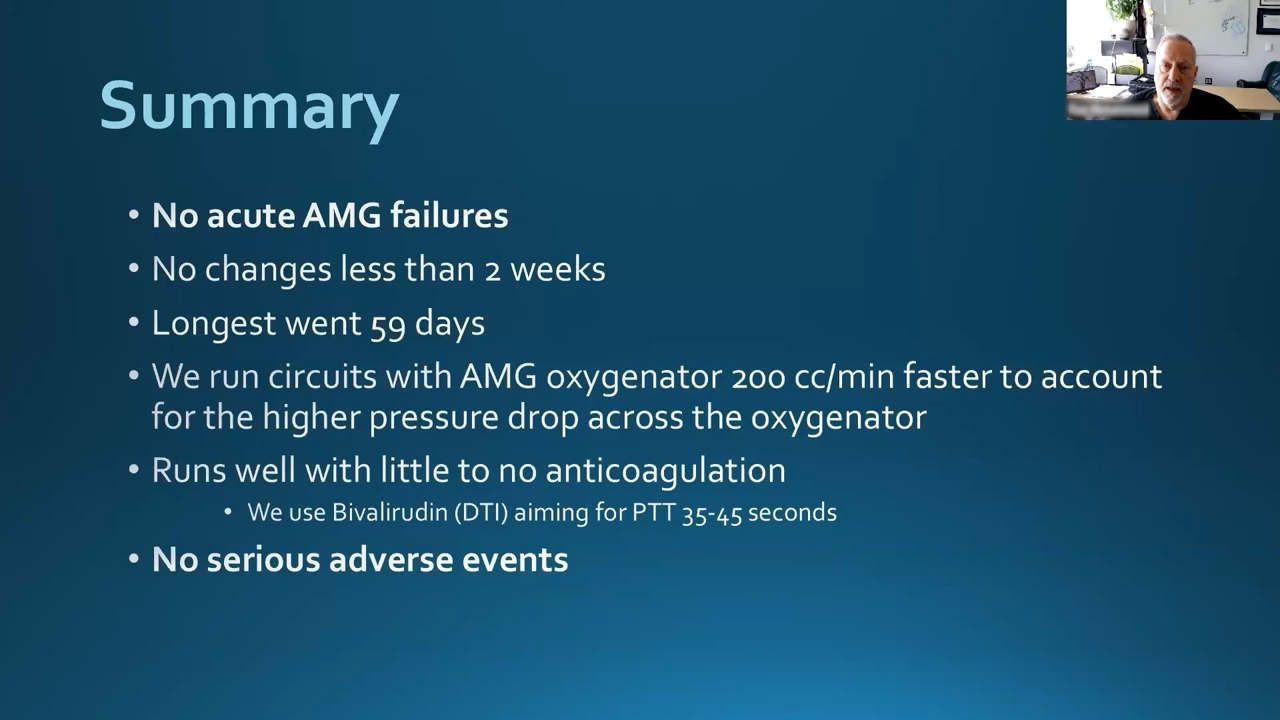 Summary
• No acute AMG failures
• No changes less than 2 weeks
• Longest went 59 days
• We run circuits with AMG oxygenator 200 cc/min faster to account
for the higher pressure drop across the oxygenator
• Runs well with little to no anticoagulation
• We use Bivalirudin (DTI) aiming for PTT 35-45 seconds
• No serious adverse events